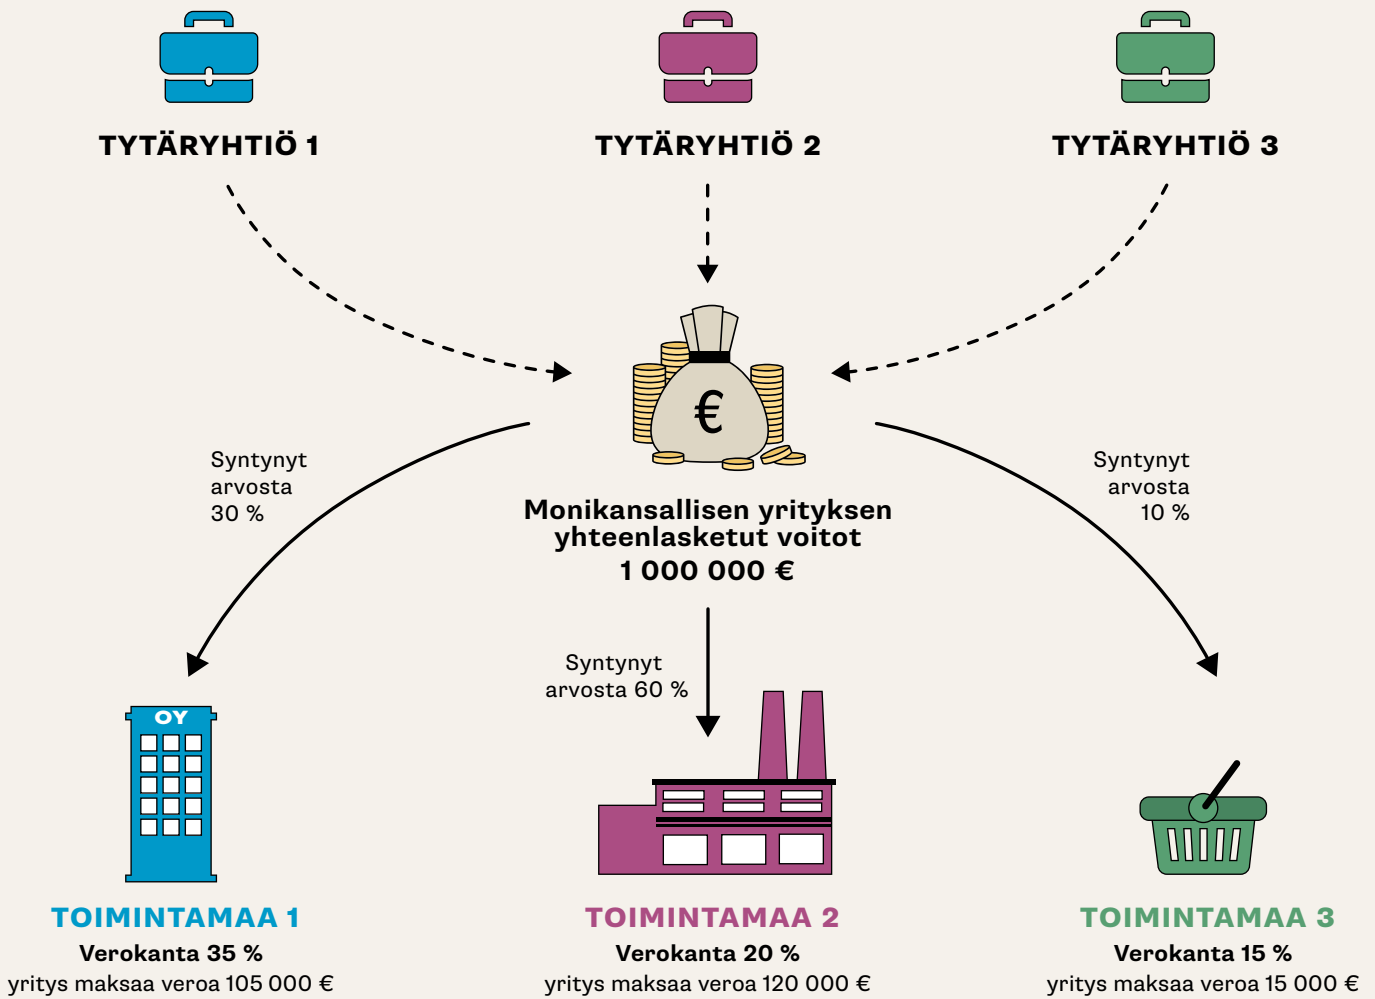 TYTÄRYHTIÖ 1
TYTÄRYHTIÖ 2
TYTÄRYHTIÖ 3
€
Syntynyt
arvosta
30 %
Monikansallisen yrityksen
yhteenlasketut voitot
1 000 000 €
Syntynyt
arvosta
10 %
Syntynyt
arvosta 60 %
OY
TOIMINTAMAA 1
Verokanta 35 %
yritys maksaa veroa 105 000 €
TOIMINTAMAA 2
Verokanta 20 %
yritys maksaa veroa 120 000 €
TOIMINTAMAA 3
Verokanta 15 %
yritys maksaa veroa 15 000 €